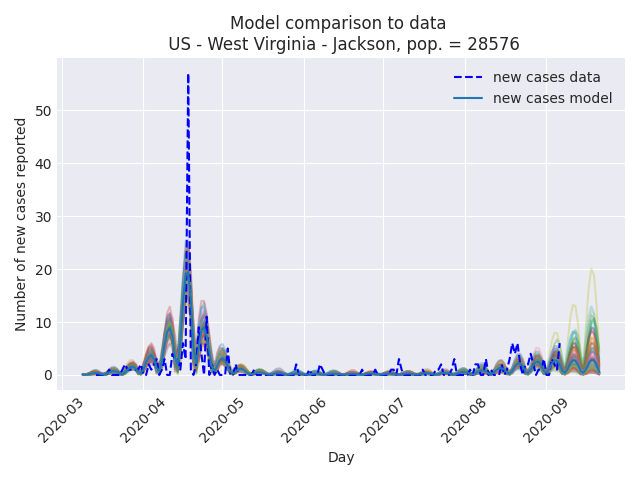 Model comparison to data
US - West Virginia - Jackson, pop. = 28576
new cases data
new cases model
Number of new cases reported
50
40
30
20
10
0
2020-03
2020-04
2020-05
2020-06
2020-07
2020-08
2020-09
Day